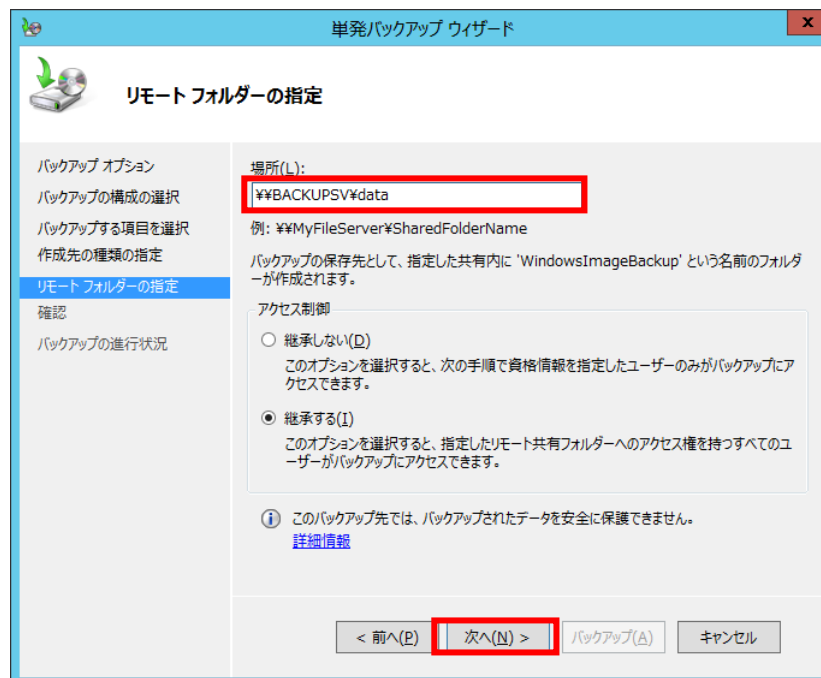 単発バックアップ ウィザード
x
リモート フォルダーの指定
バックアップ オプション
バックアップの構成の選択
バックアップする項目を選択
作成先の種類の指定
リモート フォルダーの指定
確認
バックアップの進行状況
場所(L):
¥¥BACKUPSV¥data
例: ¥¥MyFileServer¥SharedFolderName
バックアップの保存先として、指定した共有内に 'WindowsImageBackup' という名前のフォルダ
ーが作成されます。
アクセス制御
継承しない(D)
このオプションを選択すると、次の手順で資格情報を指定したユーザーのみがバックアップにア
クセスできます。
継承する(I)
このオプションを選択すると、指定したリモート共有フォルダーへのアクセス権を持つすべてのユ
ーザーがバックアップにアクセスできます。
このバックアップ先では、バックアップされたデータを安全に保護できません。
詳細情報
< 前へ(P) 次へ(N) > バックアップ(A) キャンセル